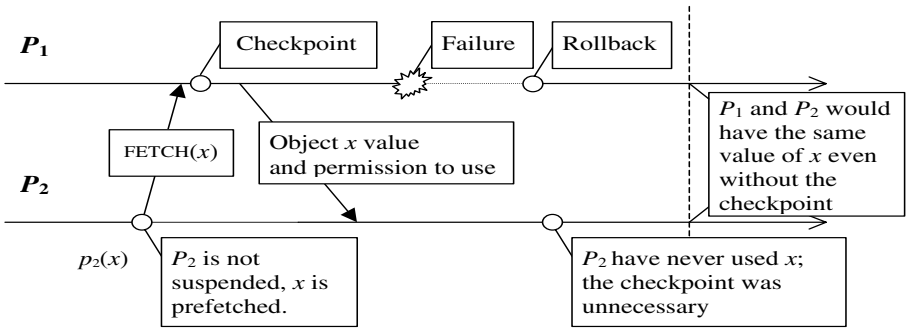 P1
Checkpoint
Failure
Rollback
FETCH(x)
Object x value
and permission to use
P1 and P2 would
have the same
value of x even
without the
checkpoint
P2
p2(x)
P2 is not
suspended, x is
prefetched.
P2 have never used x;
the checkpoint was
unnecessary